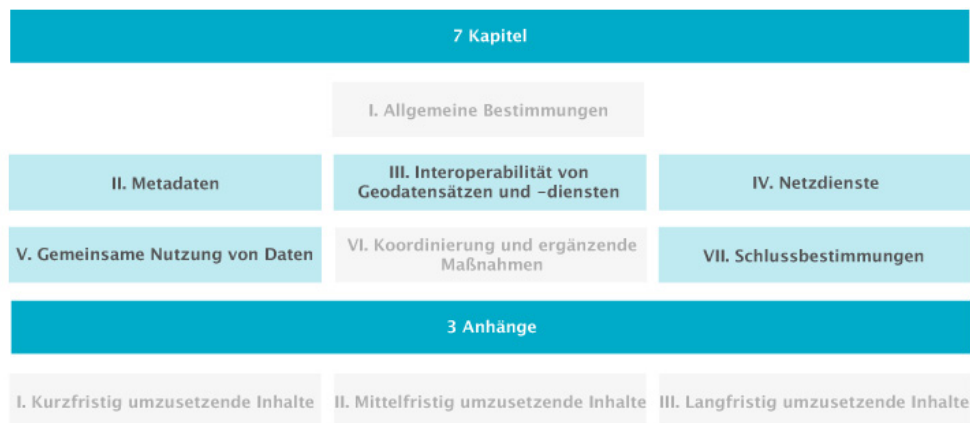 7 Kapitel
I. Allgemeine Bestimmungen
II. Metadaten
III. Interoperabilität von
Geodatensätzen und -diensten
IV. Netzdienste
V. Gemeinsame Nutzung von Daten
VI. Koordinierung und ergänzende
Maßnahmen
VII. Schlussbestimmungen
3 Anhänge
I. Kurzfristig umzusetzende Inhalte
II. Mittelfristig umzusetzende Inhalte
III. Langfristig umzusetzende Inhalte